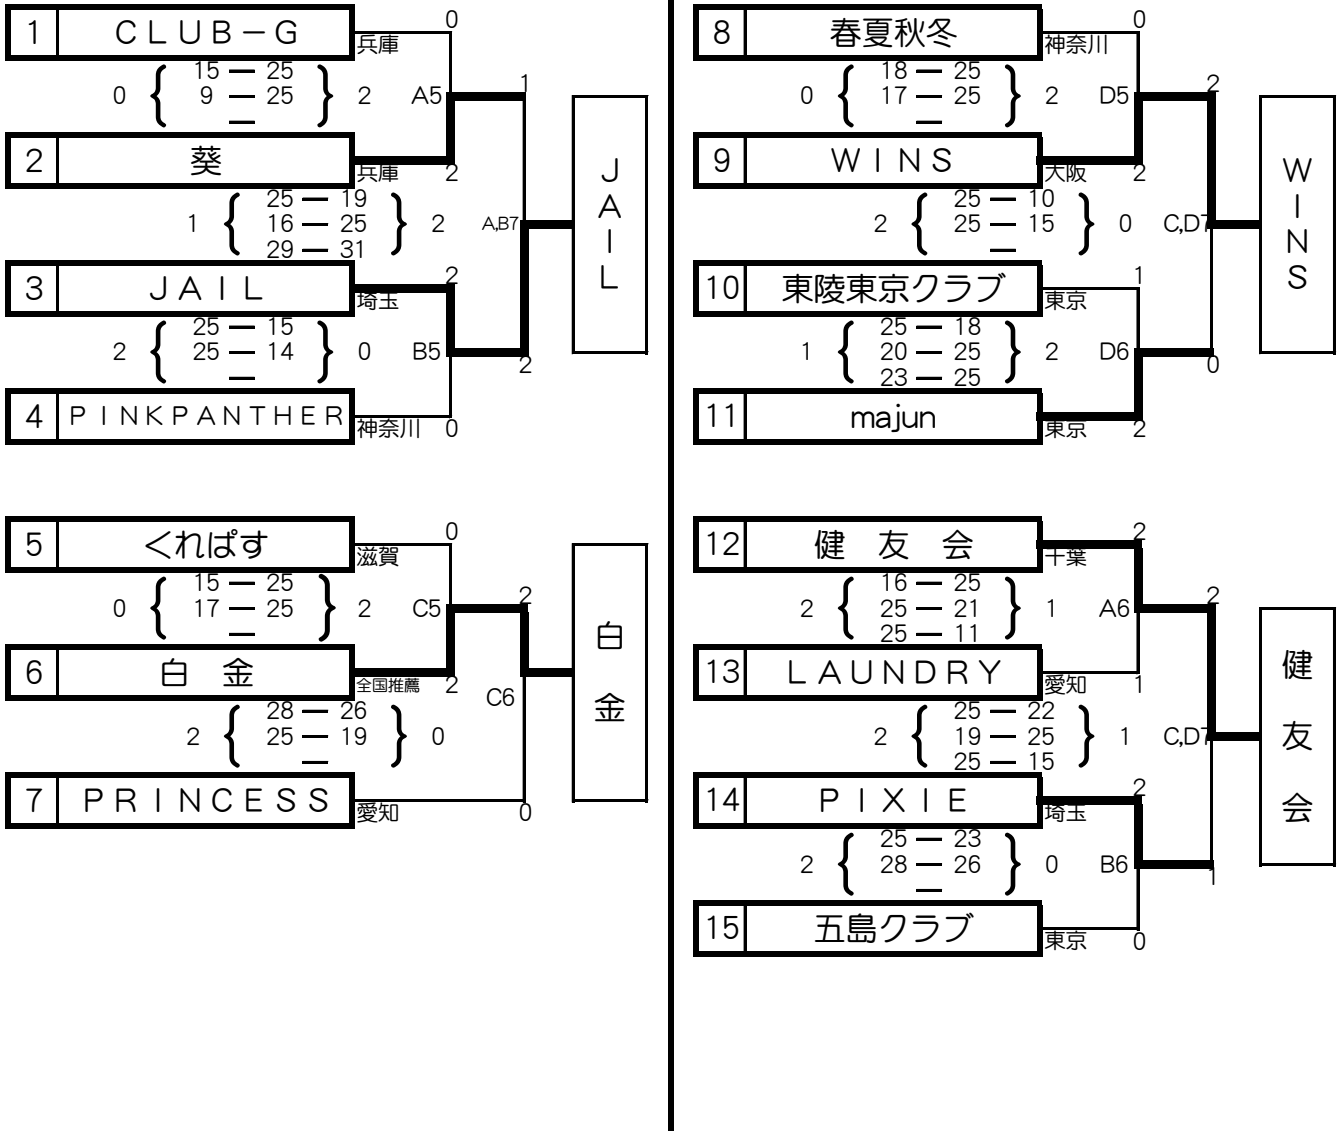 1 ＣＬＵＢ－Ｇ 兵庫 0
15 — 25
0 { 9 — 25 } 2 A5 1
—
2 葵 兵庫 2
25 — 19
1 { 16 — 25 } 2 A,B7
29 — 31
3 ＪＡＩＬ 埼玉 2
25 — 15
2 { 25 — 14 } 0 B5 2
—
4 ＰＩＮＫＰＡＮＴＨＥＲ 神奈川 0
ＪＡＩＬ
5 くれぱす 滋賀 0
15 — 25
0 { 17 — 25 } 2 C5 2
—
6 白　金 全国推薦 2
28 — 26 C6
2 { 25 — 19 } 0
—
7 ＰＲＩＮＣＥＳＳ 愛知 0
白　金
8 春夏秋冬 神奈川 0
18 — 25
0 { 17 — 25 } 2 D5 2
—
9 ＷＩＮＳ 大阪 2
25 — 10
2 { 25 — 15 } 0 C,D7
—
10 東陵東京クラブ 東京 1
25 — 18
1 { 20 — 25 } 2 D6 0
23 — 25
11 majun 東京 2
ＷＩＮＳ
12 健　友　会 千葉 2
16 — 25
2 { 25 — 21 } 1 A6 2
25 — 11
13 ＬＡＵＮＤＲＹ 愛知 1
25 — 22
2 { 19 — 25 } 1 C,D7
25 — 15
14 ＰＩＸＩＥ 埼玉 2
25 — 23
2 { 28 — 26 } 0 B6 1
—
15 五島クラブ 東京 0
健　友　会